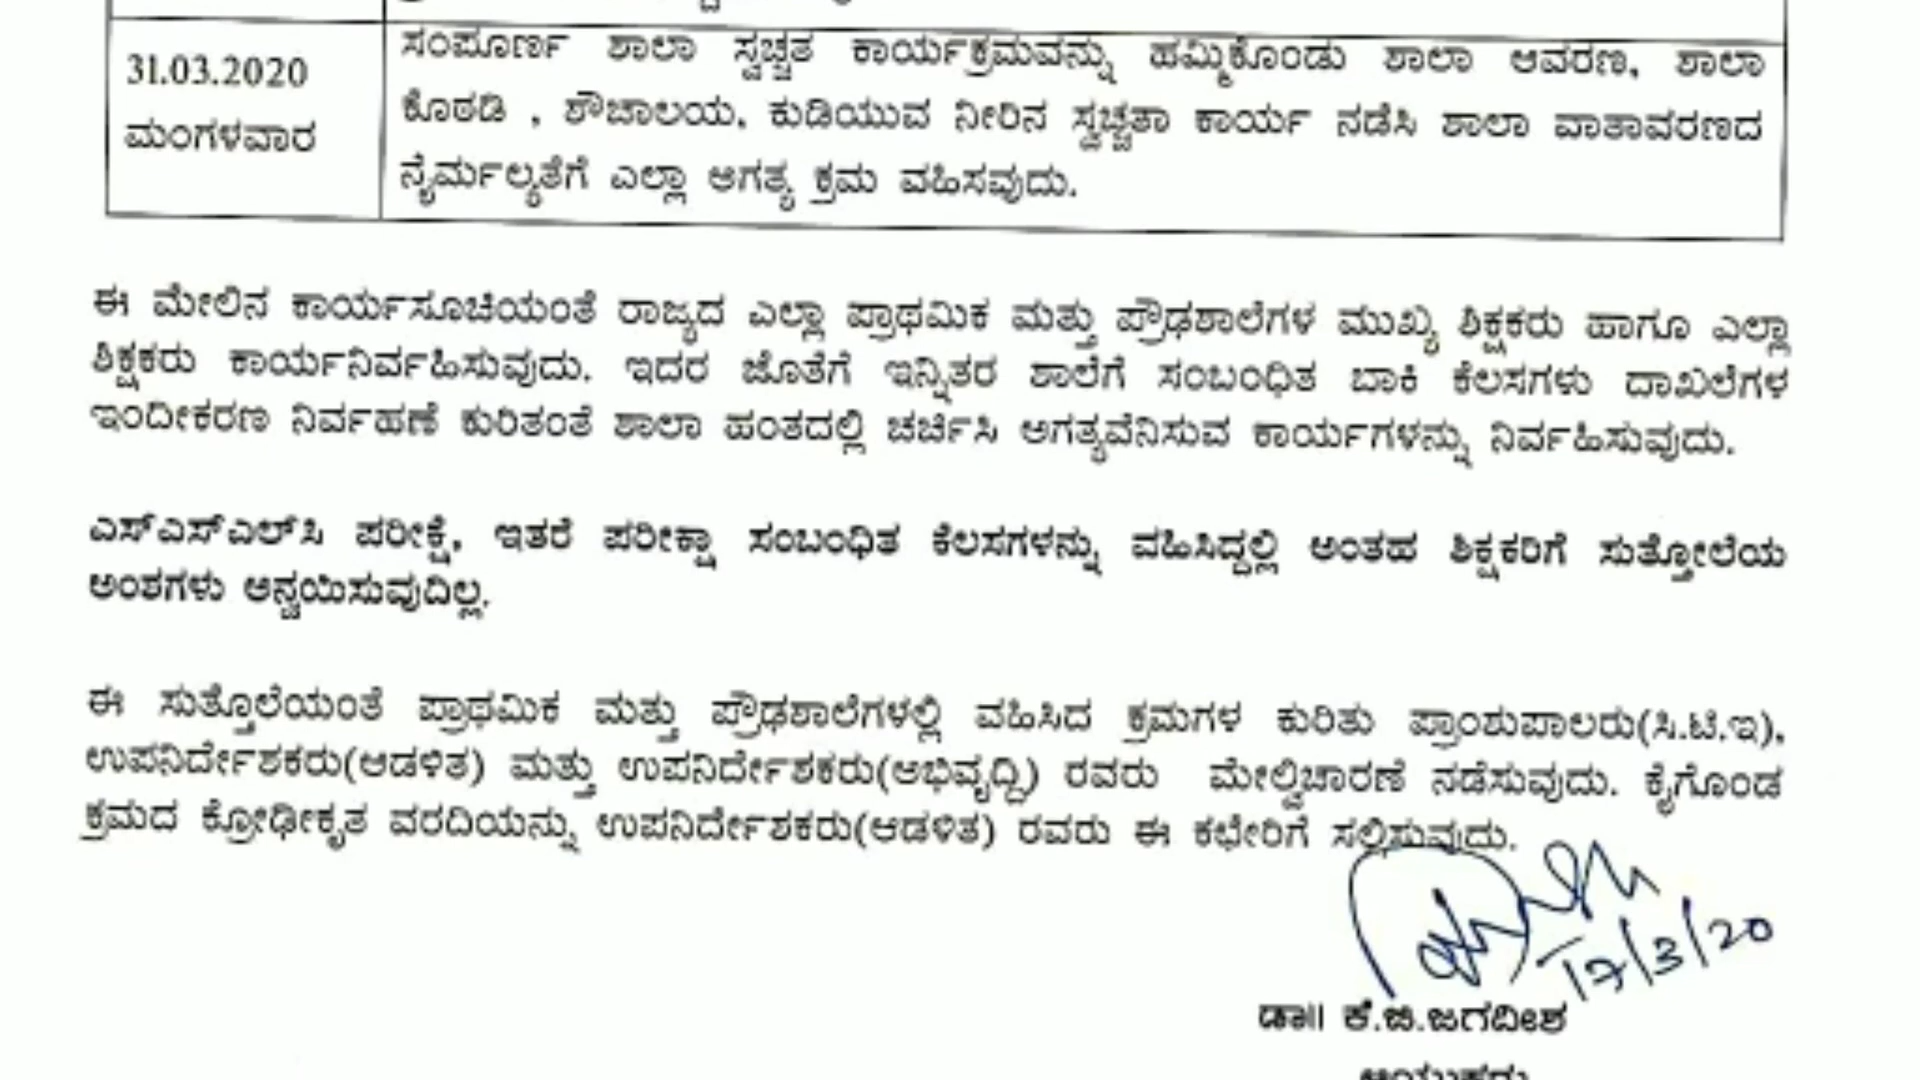 31.03.2020
ಮಂಗಳವಾರ
ಸಂಪೂರ್ಣ ಶಾಲಾ ಸ್ವಚ್ಚತ ಕಾರ್ಯಕ್ರಮವನ್ನು ಹಮ್ಮಿಕೊಂಡು ಶಾಲಾ ಆವರಣ, ಶಾಲಾ
ಕೊಠಡಿ , ಶೌಚಾಲಯ, ಕುಡಿಯುವ ನೀರಿನ ಸ್ವಚ್ಚತಾ ಕಾರ್ಯ ನಡೆಸಿ ಶಾಲಾ ವಾತಾವರಣದ
ನೈರ್ಮಲ್ಯತೆಗೆ ಎಲ್ಲಾ ಅಗತ್ಯ ಕ್ರಮ ವಹಿಸವುದು.
ಈ ಮೇಲಿನ ಕಾರ್ಯಸೂಚಿಯಂತೆ ರಾಜ್ಯದ ಎಲ್ಲಾ ಪ್ರಾಥಮಿಕ ಮತ್ತು ಪ್ರೌಢಶಾಲೆಗಳ ಮುಖ್ಯ ಶಿಕ್ಷಕರು ಹಾಗೂ ಎಲ್ಲಾ
ಶಿಕ್ಷಕರು ಕಾರ್ಯನಿರ್ವಹಿಸುವುದು. ಇದರ ಜೊತೆಗೆ ಇನ್ನಿತರ ಶಾಲೆಗೆ ಸಂಬಂಧಿತ ಬಾಕಿ ಕೆಲಸಗಳು ದಾಖಲೆಗಳ
ಇಂದೀಕರಣ ನಿರ್ವಹಣೆ ಕುರಿತಂತೆ ಶಾಲಾ ಹಂತದಲ್ಲಿ ಚರ್ಚಿಸಿ ಅಗತ್ಯವೆನಿಸುವ ಕಾರ್ಯಗಳನ್ನು ನಿರ್ವಹಿಸುವುದು.
ಎಸ್ಎಸ್ಎಲ್‌ಸಿ ಪರೀಕ್ಷೆ, ಇತರೆ ಪರೀಕ್ಷಾ ಸಂಬಂಧಿತ ಕೆಲಸಗಳನ್ನು ವಹಿಸಿದ್ದಲ್ಲಿ ಅಂತಹ ಶಿಕ್ಷಕರಿಗೆ ಸುತ್ತೋಲೆಯ
ಅಂಶಗಳು ಅನ್ವಯಿಸುವುದಿಲ್ಲ.
ಈ ಸುತ್ತೊಲೆಯಂತೆ ಪ್ರಾಥಮಿಕ ಮತ್ತು ಪ್ರೌಢಶಾಲೆಗಳಲ್ಲಿ ವಹಿಸಿದ ಕ್ರಮಗಳ ಕುರಿತು ಪ್ರಾಂಶುಪಾಲರು(ಸಿ.ಟಿ.ಇ),
ಉಪನಿರ್ದೇಶಕರು(ಆಡಳಿತ) ಮತ್ತು ಉಪನಿರ್ದೇಶಕರು(ಅಭಿವೃದ್ಧಿ) ರವರು ಮೇಲ್ವಿಚಾರಣೆ ನಡೆಸುವುದು. ಕೈಗೊಂಡ
ಕ್ರಮದ ಕ್ರೋಢೀಕೃತ ವರದಿಯನ್ನು ಉಪನಿರ್ದೇಶಕರು(ಆಡಳಿತ) ರವರು ಈ ಕಛೇರಿಗೆ ಸಲ್ಲಿಸುವುದು.
17/3/20
ಡಾ॥ ಕೆ.ಜಿ.ಜಗದೀಶ